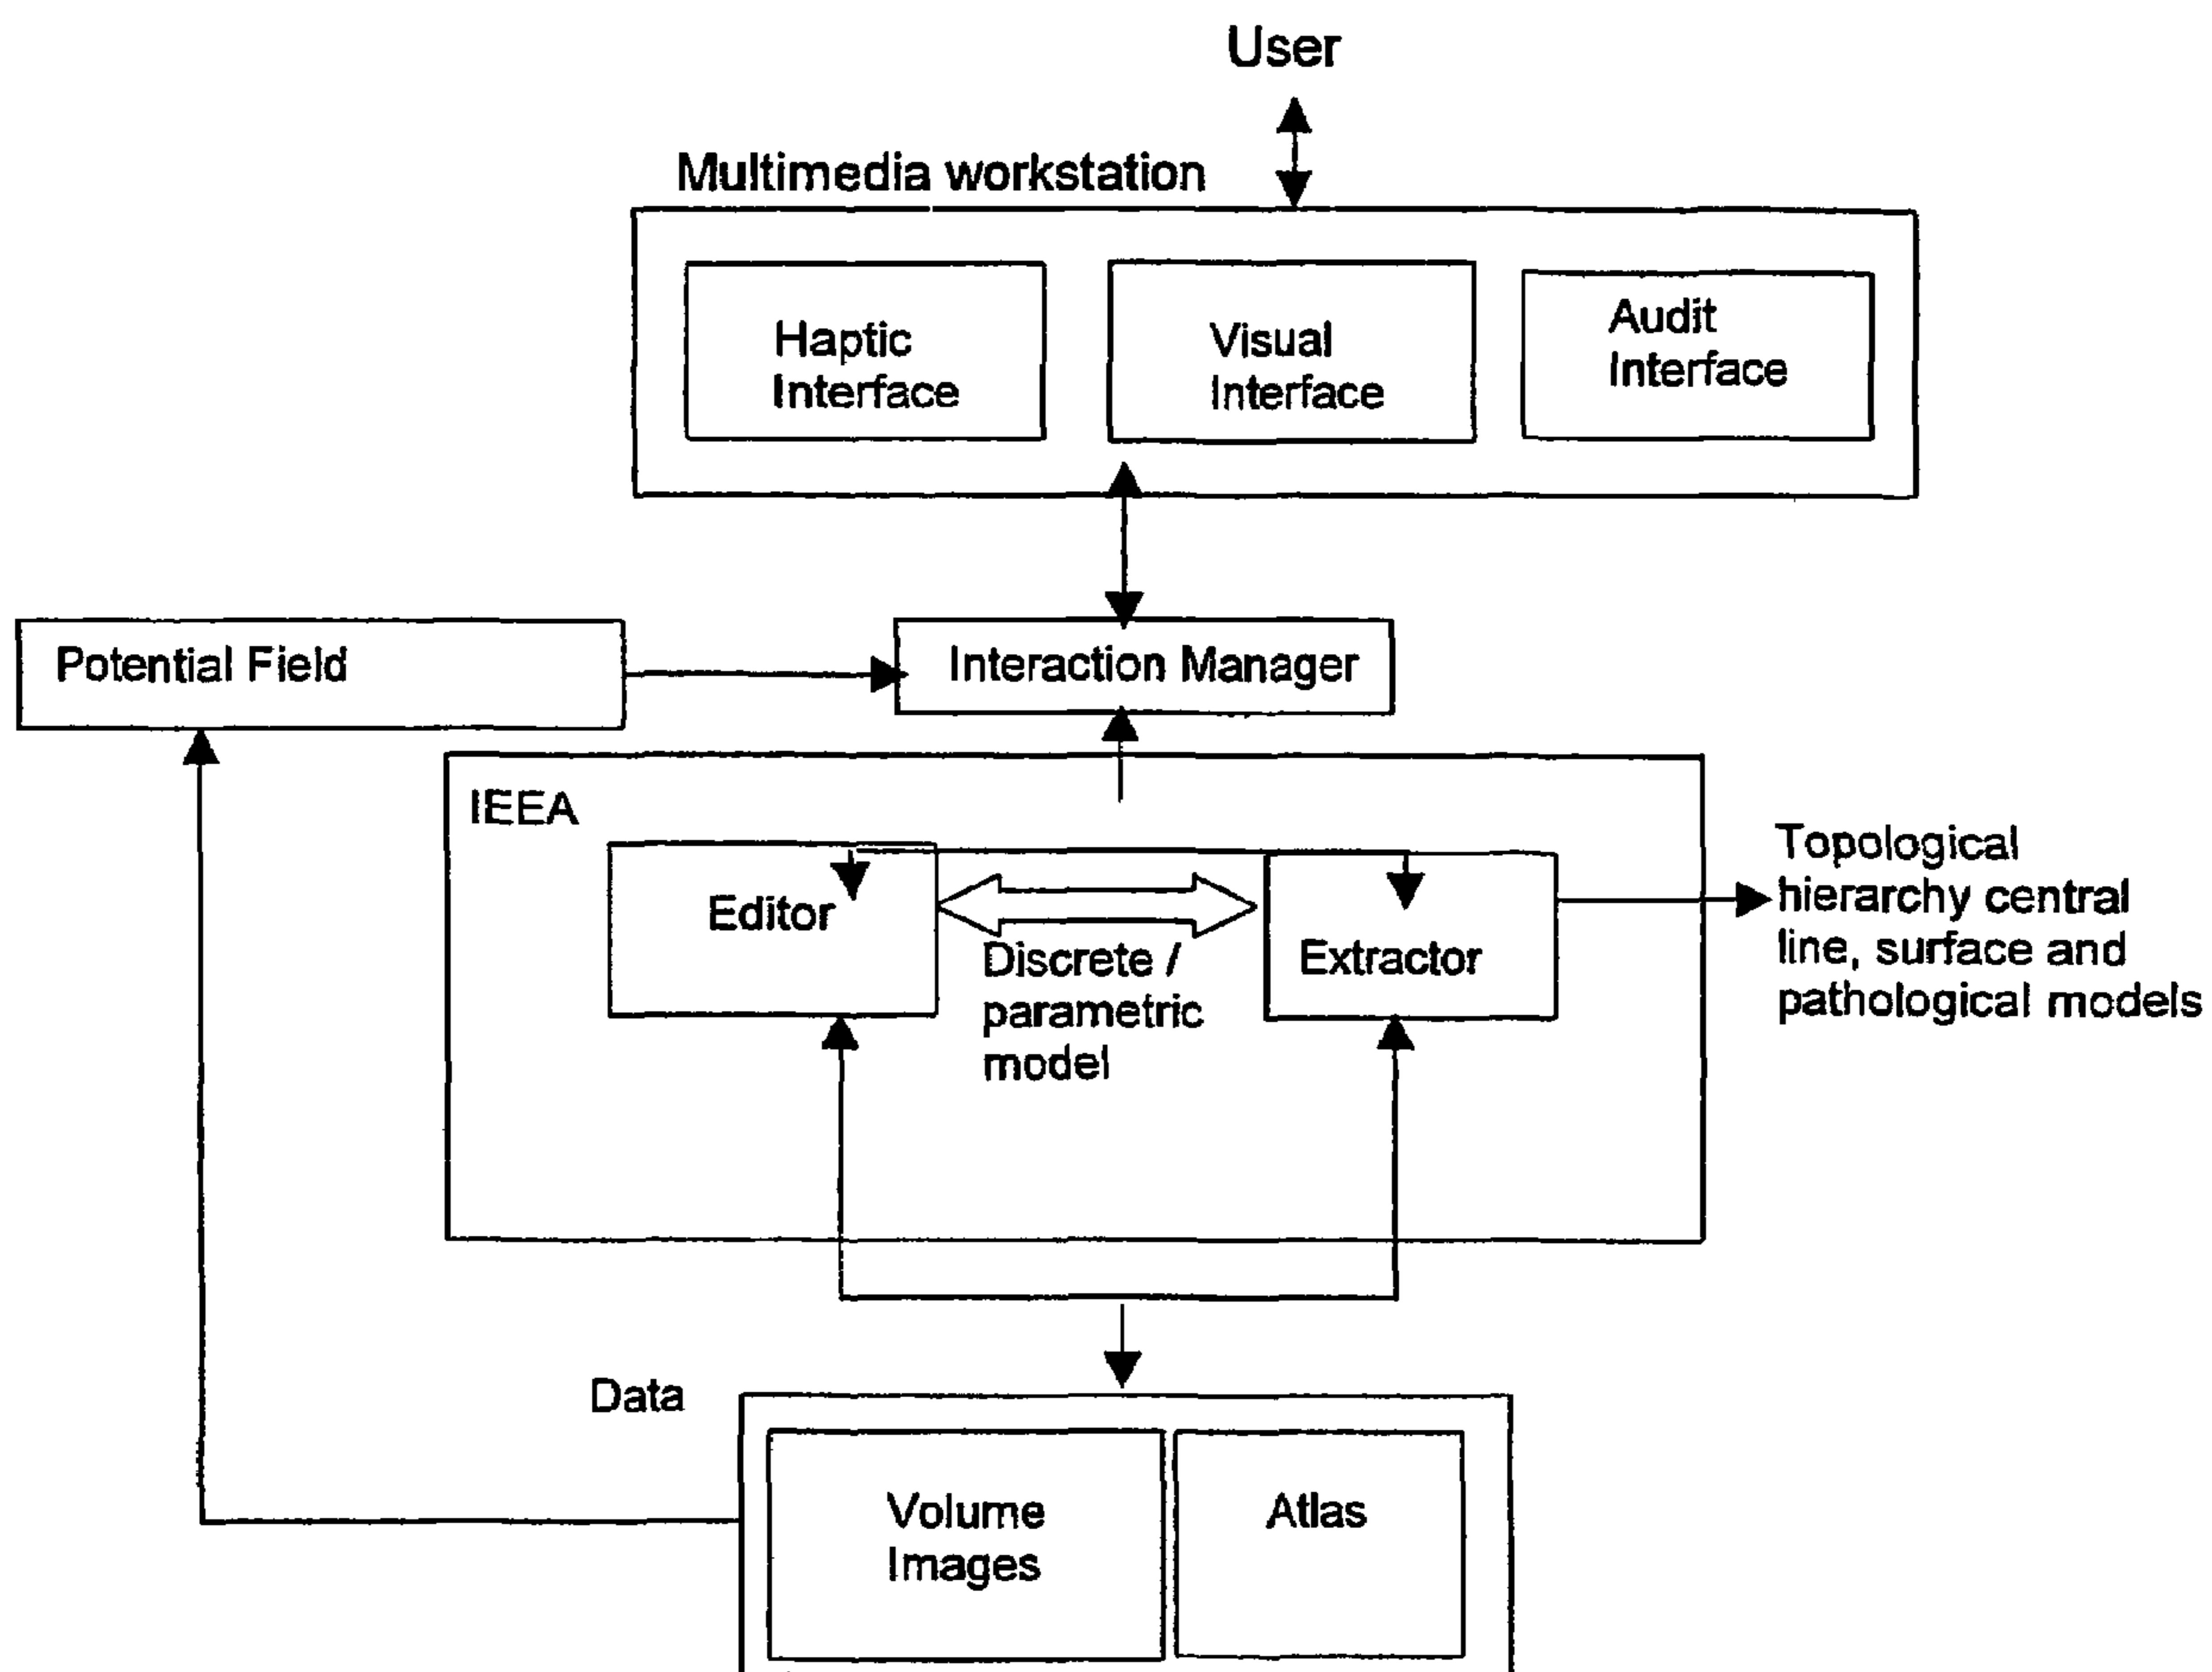 User
Multimedia workstation
Haptic
Interface
Visual
Interface
Audit
Interface
Potential Field
Interaction Manager
IEEA
Editor
Discrete /
parametric
model
Extractor
Topological
hierarchy central
line, surface and
pathological models
Data
Volume
Images
Atlas